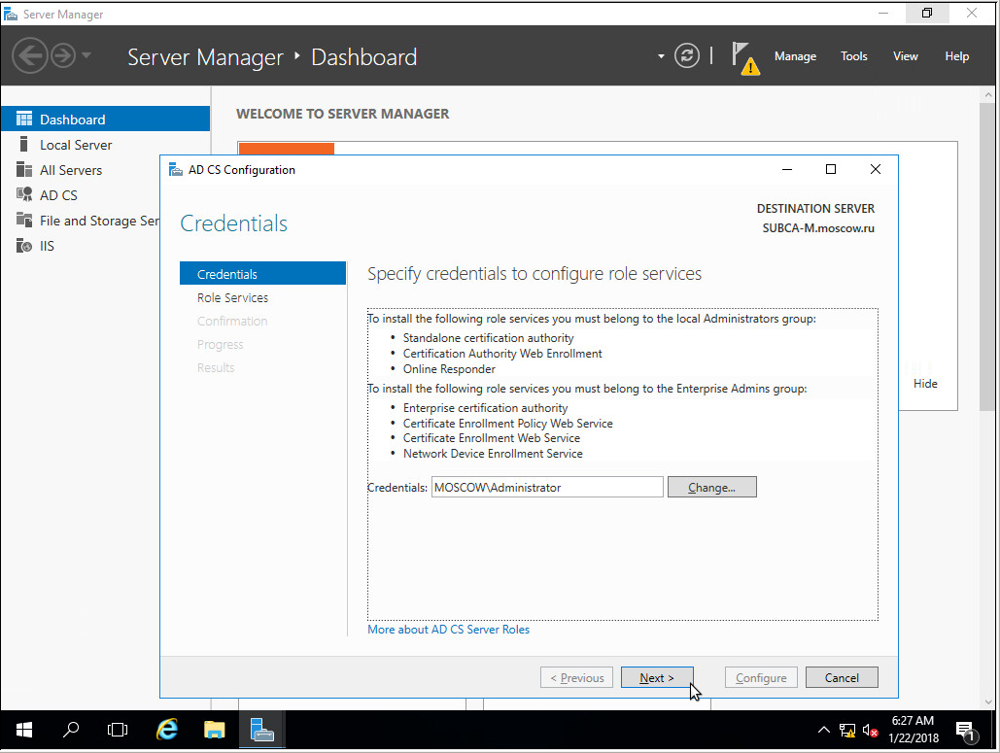 Server Manager
Server Manager ‣ Dashboard
Manage Tools View Help
Dashboard
Local Server
All Servers
AD CS
File and Storage Ser
IIS
WELCOME TO SERVER MANAGER
Hide
AD CS Configuration
DESTINATION SERVER
SUBCA-M.moscow.ru
Credentials
Credentials
Role Services
Confirmation
Progress
Results
Specify credentials to configure role services
To install the following role services you must belong to the local Administrators group:
• Standalone certification authority
• Certification Authority Web Enrollment
• Online Responder
To install the following role services you must belong to the Enterprise Admins group:
• Enterprise certification authority
• Certificate Enrollment Policy Web Service
• Certificate Enrollment Web Service
• Network Device Enrollment Service
Credentials: MOSCOW\Administrator Change...
More about AD CS Server Roles
< Previous Next > Configure Cancel
6:27 AM
1/22/2018
1